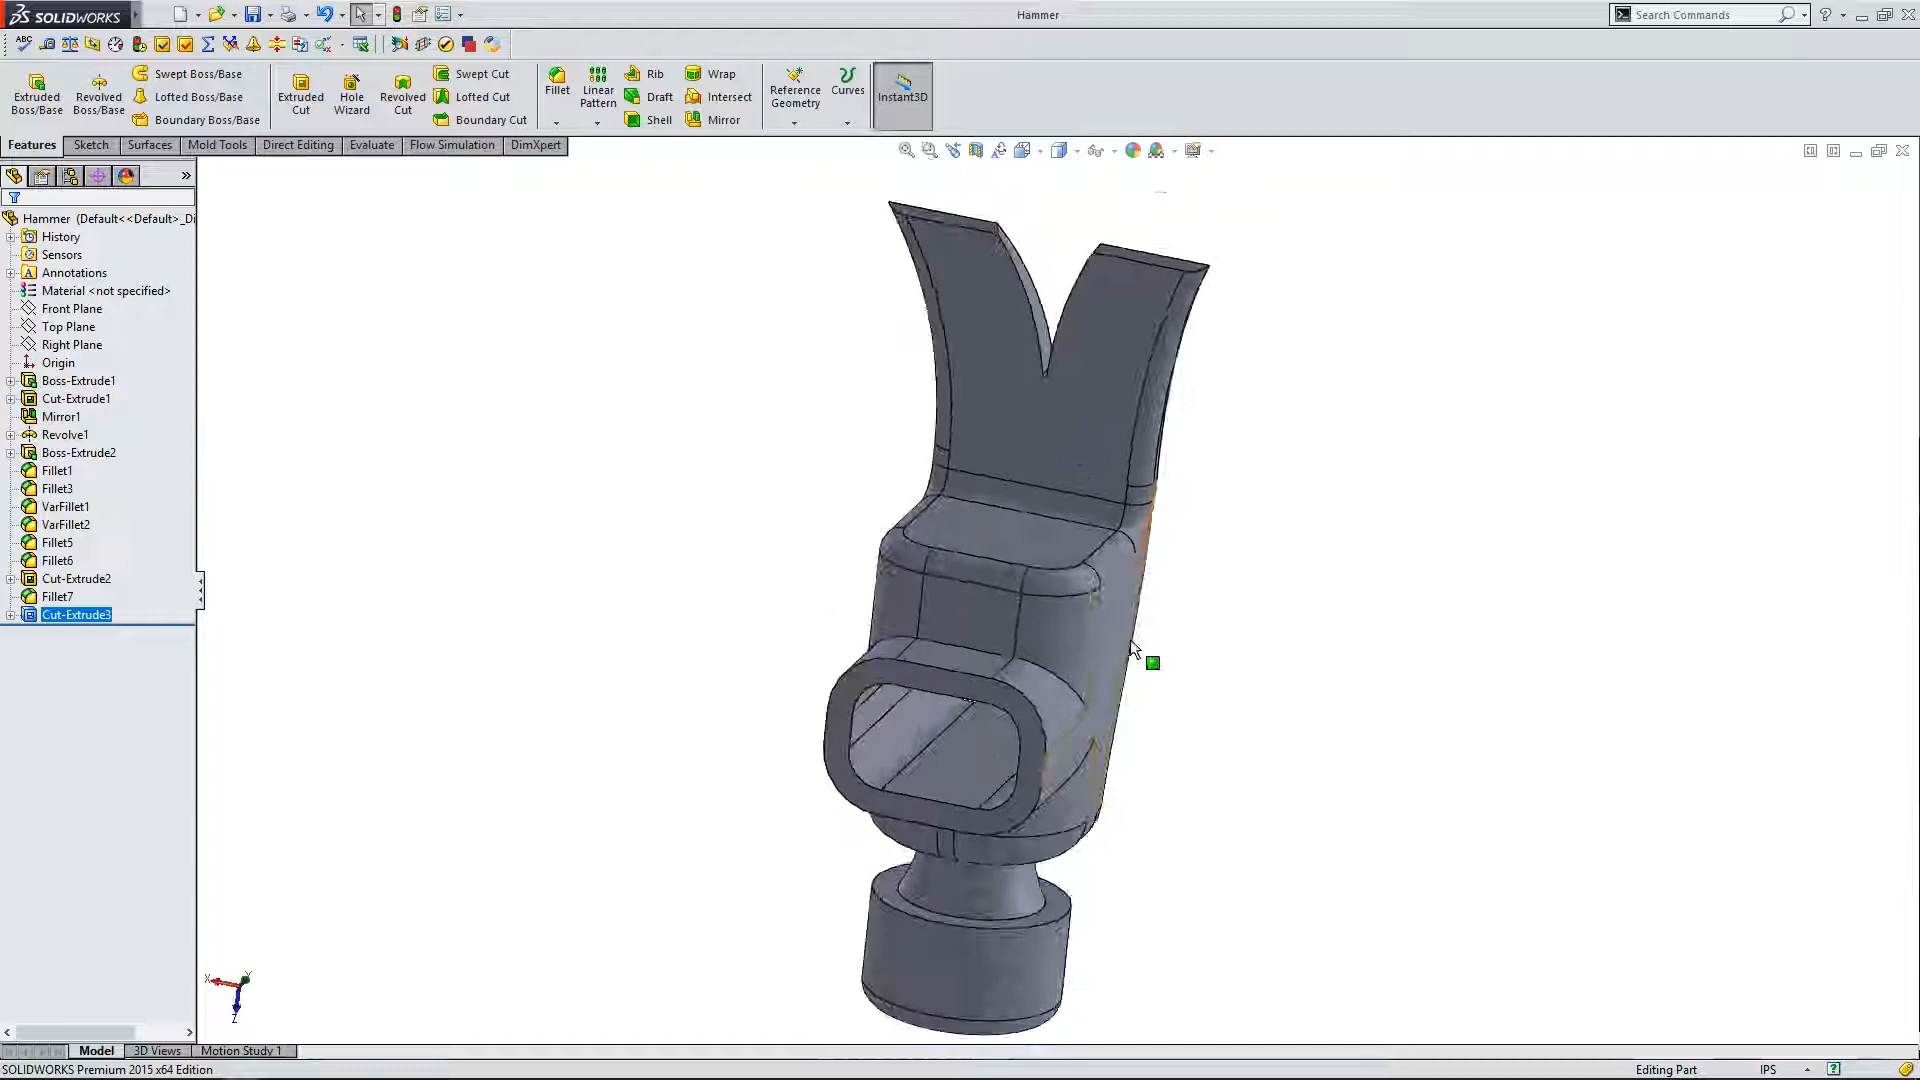 SOLIDWORKS
Hammer
Search Commands
Extruded Boss/Base
Revolved Boss/Base
Swept Boss/Base
Lofted Boss/Base
Boundary Boss/Base
Extruded Cut
Hole Wizard
Revolved Cut
Swept Cut
Lofted Cut
Boundary Cut
Fillet
Linear Pattern
Rib
Draft
Shell
Wrap
Intersect
Mirror
Reference Geometry
Curves
Instant3D
Features
Sketch
Surfaces
Mold Tools
Direct Editing
Evaluate
Flow Simulation
DimXpert
Hammer (Default<<Default>_Di
History
Sensors
Annotations
Material <not specified>
Front Plane
Top Plane
Right Plane
Origin
Boss-Extrude1
Cut-Extrude1
Mirror1
Revolve1
Boss-Extrude2
Fillet1
Fillet3
VarFillet1
VarFillet2
Fillet5
Fillet6
Cut-Extrude2
Fillet7
Cut-Extrude3
X
Y
Z
Model
3D Views
Motion Study 1
SOLIDWORKS Premium 2015 x64 Edition
Editing Part
IPS